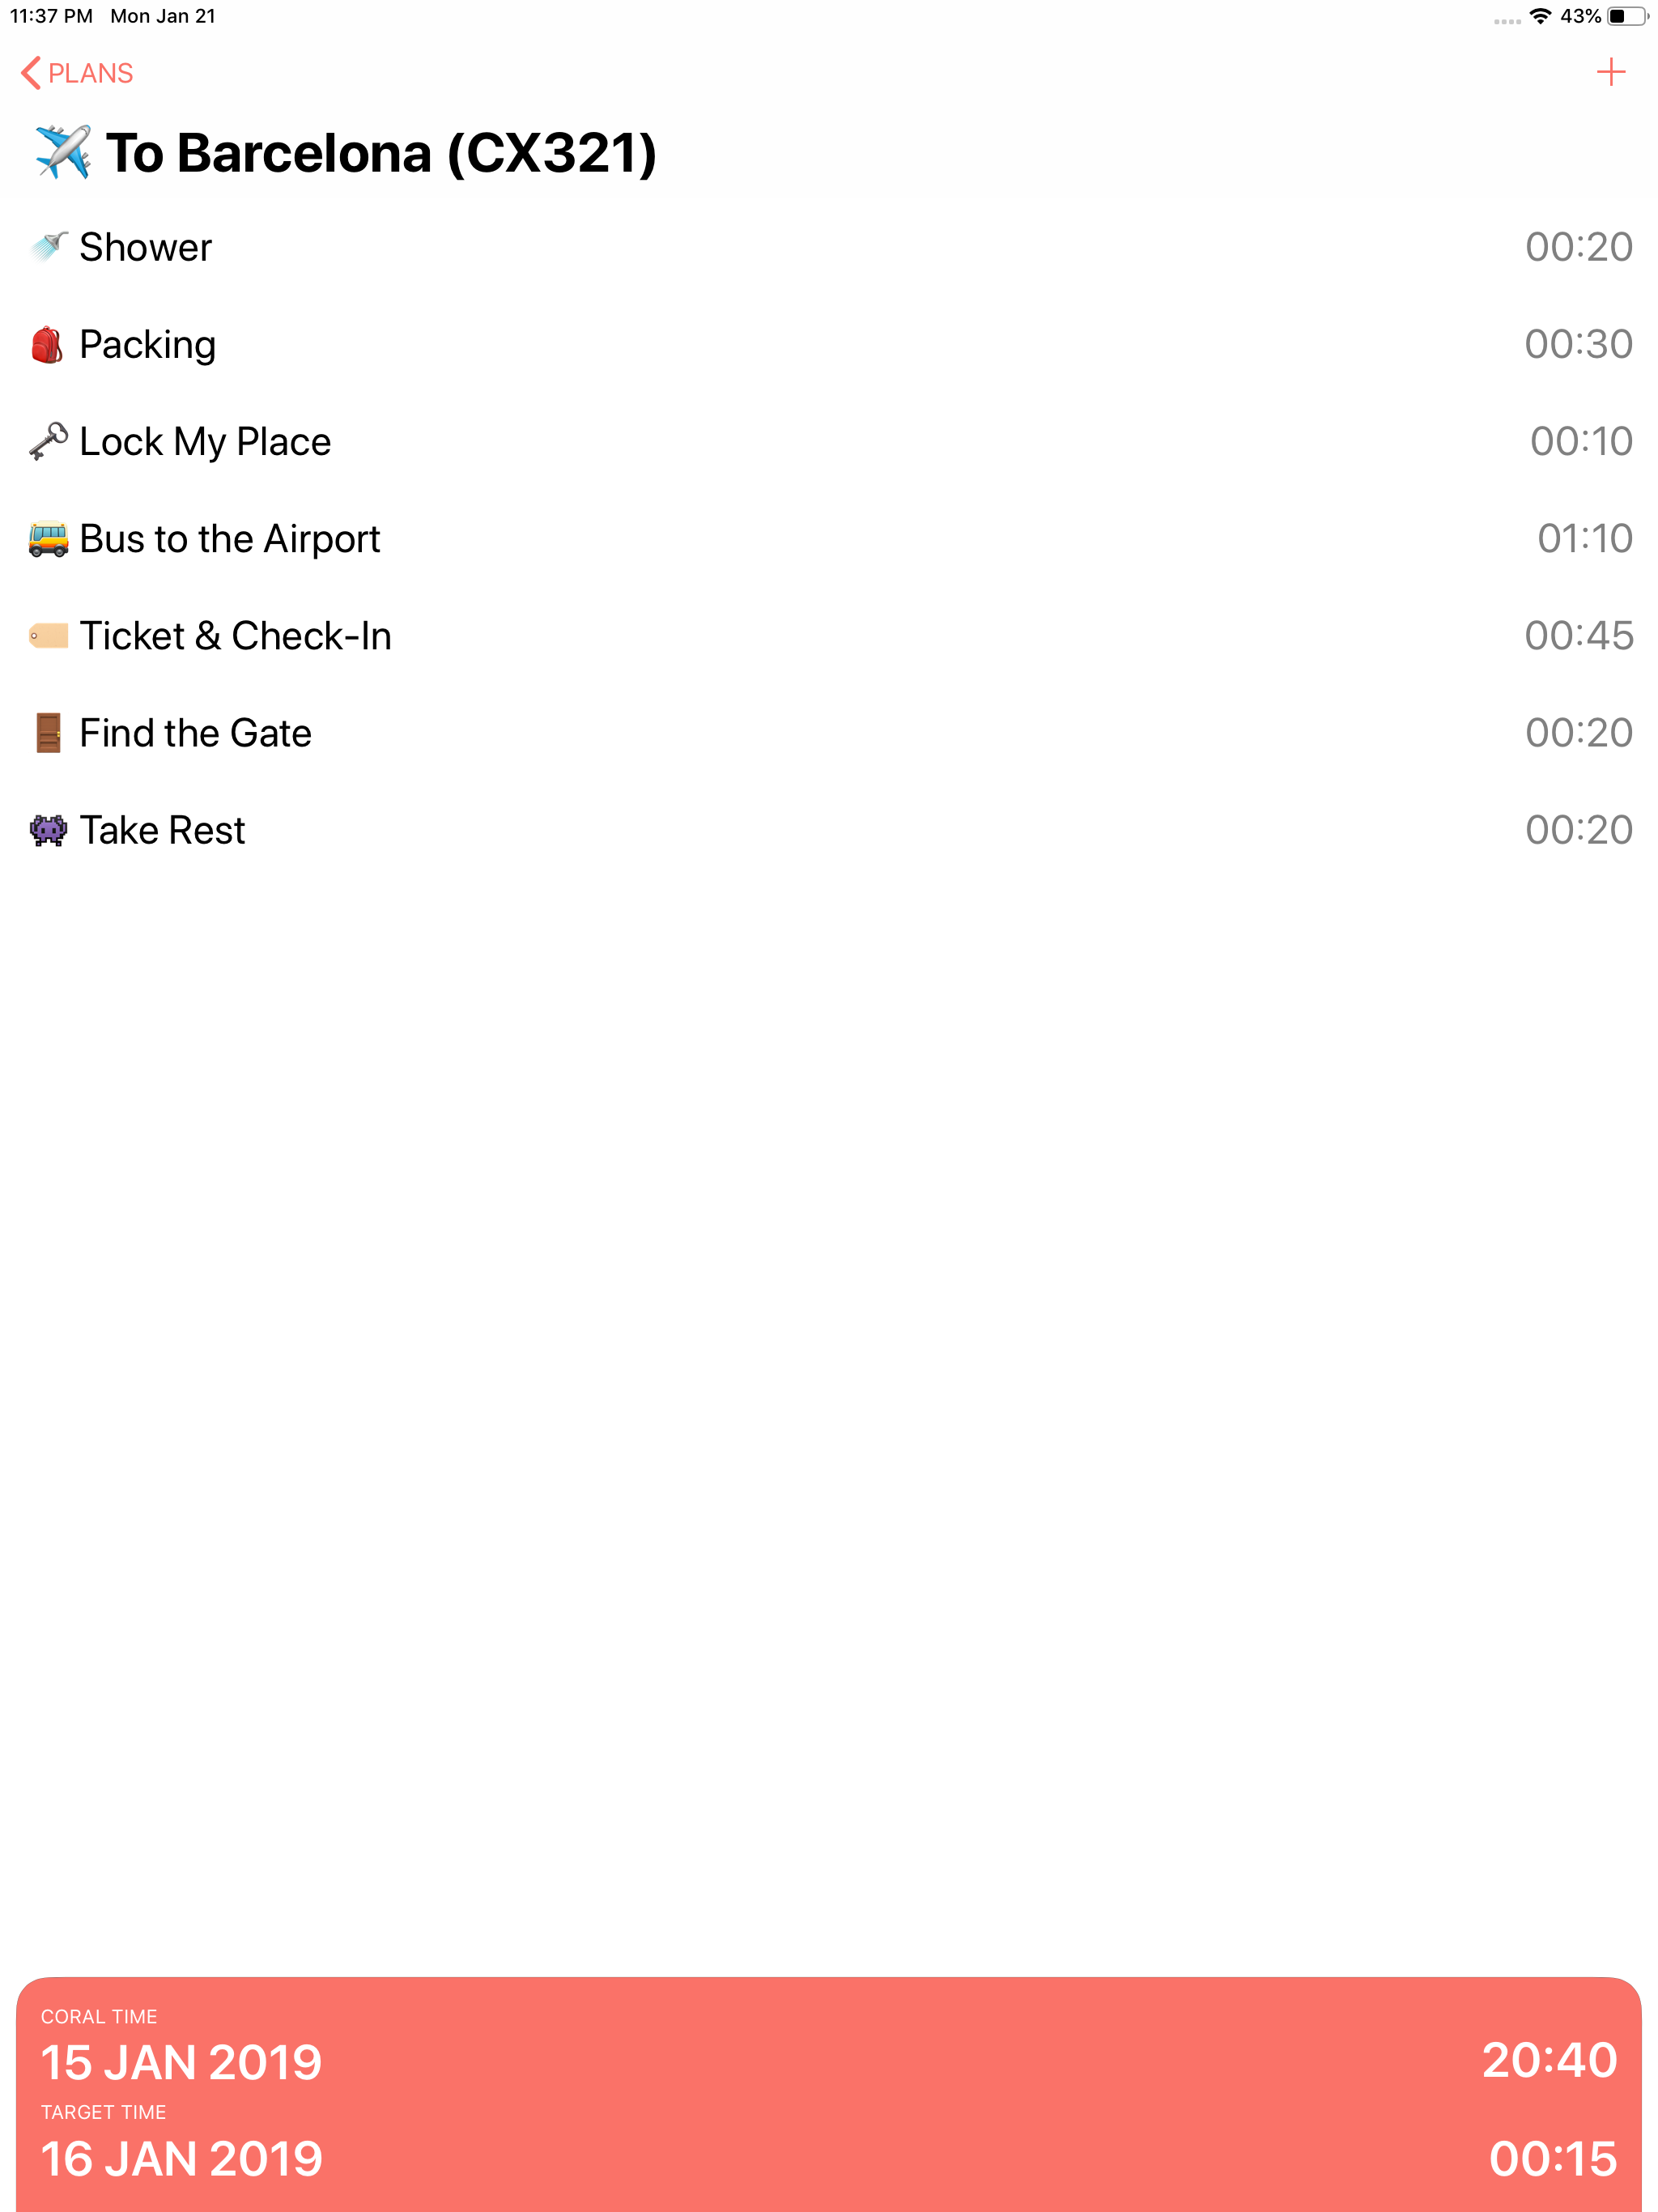 11:37 PM Mon Jan 21 43%
PLANS
✈️ To Barcelona (CX321)
🚿 Shower 00:20
🎒 Packing 00:30
🗝 Lock My Place 00:10
🚌 Bus to the Airport 01:10
🏷 Ticket & Check-In 00:45
🚪 Find the Gate 00:20
👾 Take Rest 00:20
CORAL TIME
15 JAN 2019 20:40
TARGET TIME
16 JAN 2019 00:15